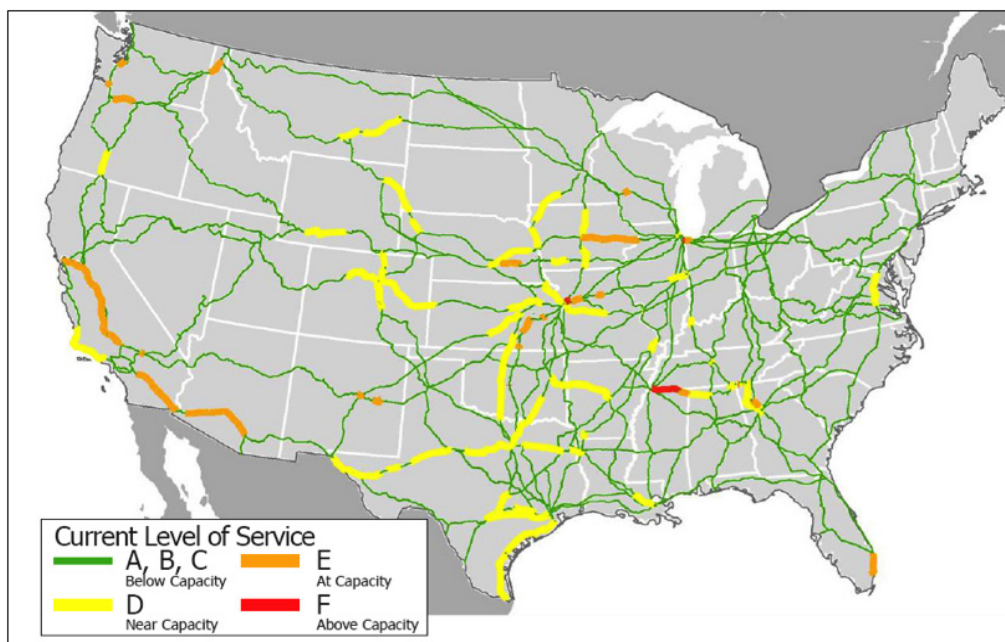 Current Level of Service
A, B, C
Below Capacity
E
At Capacity
D
Near Capacity
F
Above Capacity